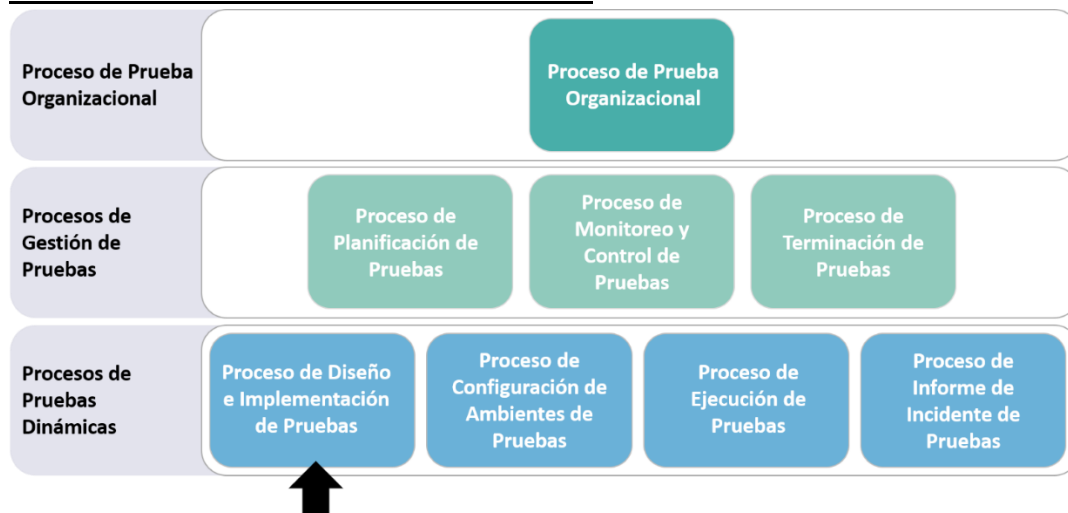 Proceso de Prueba
Organizacional
Proceso de Prueba
Organizacional
Procesos de
Gestión de
Pruebas
Proceso de
Planificación de
Pruebas
Proceso de
Monitoreo y
Control de
Pruebas
Proceso de
Terminación de
Pruebas
Procesos de
Pruebas
Dinámicas
Proceso de Diseño
e Implementación
de Pruebas
Proceso de
Configuración de
Ambientes de
Pruebas
Proceso de
Ejecución de
Pruebas
Proceso de
Informe de
Incidente de
Pruebas